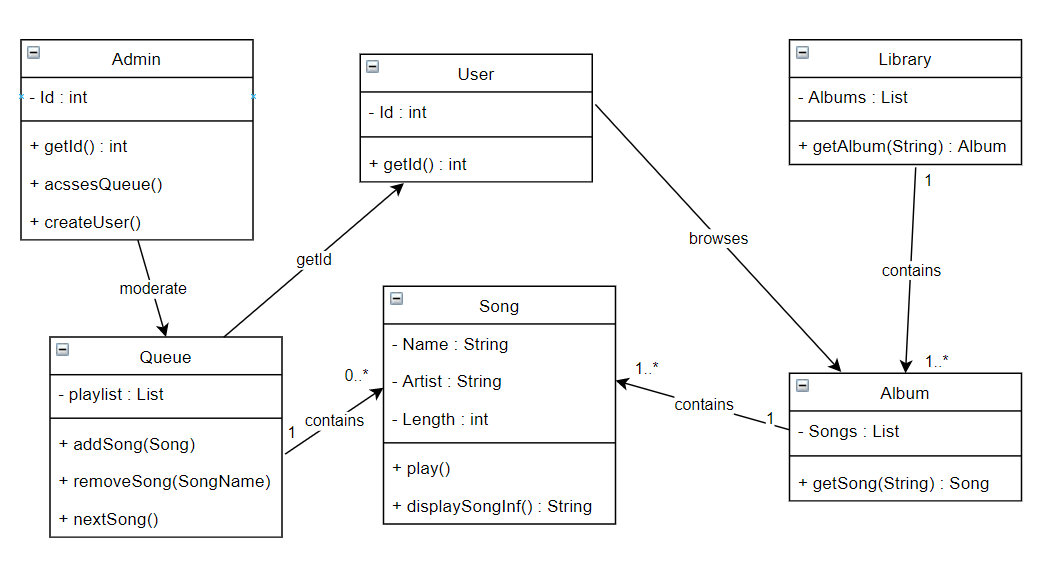 Admin
- Id : int
+ getId() : int
+ acssesQueue()
+ createUser()
User
- Id : int
+ getId() : int
Library
- Albums : List
+ getAlbum(String) : Album
1
browses
getId
moderate
contains
Song
- Name : String
- Artist : String
- Length : int
+ play()
+ displaySongInf() : String
Queue
- playlist : List
+ addSong(Song)
+ removeSong(SongName)
+ nextSong()
0..*
contains
1
1..*
contains
1
1..*
Album
- Songs : List
+ getSong(String) : Song